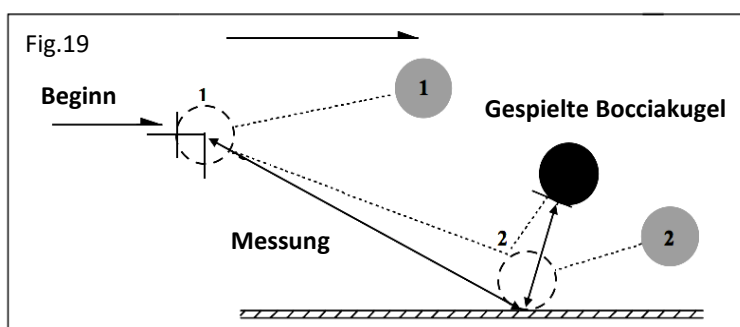 Fig.19
1
1
Beginn
Gespielte Bocciakugel
Messung
2
2